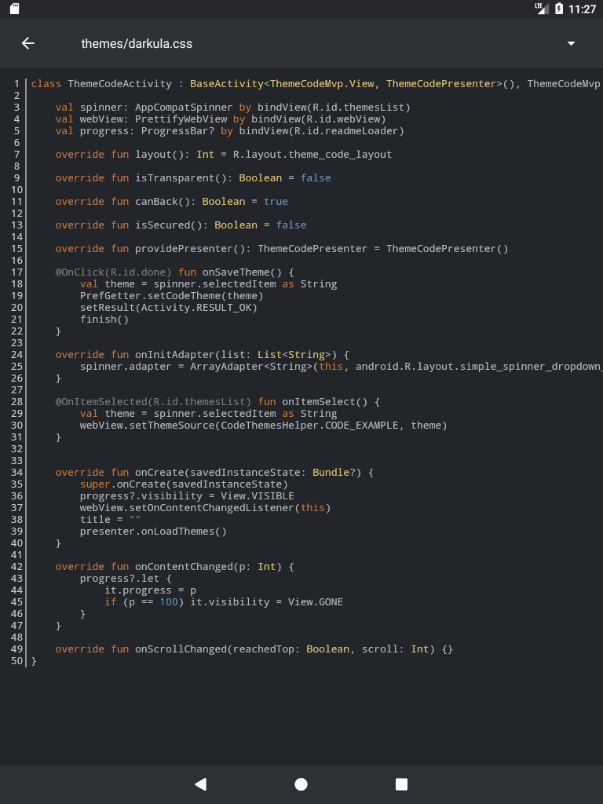 LTE 11:27
themes/darkula.css
1 class ThemeCodeActivity : BaseActivity<ThemeCodeMvp.View, ThemeCodePresenter>(), ThemeCodeMvp
2
3     val spinner: AppCompatSpinner by bindView(R.id.themesList)
4     val webView: PrettifyWebView by bindView(R.id.webView)
5     val progress: ProgressBar? by bindView(R.id.readmeLoader)
6
7     override fun layout(): Int = R.layout.theme_code_layout
8
9     override fun isTransparent(): Boolean = false
10
11     override fun canBack(): Boolean = true
12
13     override fun isSecured(): Boolean = false
14
15     override fun providePresenter(): ThemeCodePresenter = ThemeCodePresenter()
16
17     @OnClick(R.id.done) fun onSaveTheme() {
18         val theme = spinner.selectedItem as String
19         PrefGetter.setCodeTheme(theme)
20         setResult(Activity.RESULT_OK)
21         finish()
22     }
23
24     override fun onInitAdapter(list: List<String>) {
25         spinner.adapter = ArrayAdapter<String>(this, android.R.layout.simple_spinner_dropdown_
26     }
27
28     @OnItemSelected(R.id.themesList) fun onItemSelect() {
29         val theme = spinner.selectedItem as String
30         webView.setThemeSource(CodeThemesHelper.CODE_EXAMPLE, theme)
31     }
32
33
34     override fun onCreate(savedInstanceState: Bundle?) {
35         super.onCreate(savedInstanceState)
36         progress?.visibility = View.VISIBLE
37         webView.setOnContentChangedListener(this)
38         title = ""
39         presenter.onLoadThemes()
40     }
41
42     override fun onContentChanged(p: Int) {
43         progress?.let {
44             it.progress = p
45             if (p == 100) it.visibility = View.GONE
46         }
47     }
48
49     override fun onScrollChanged(reachedTop: Boolean, scroll: Int) {}
50 }